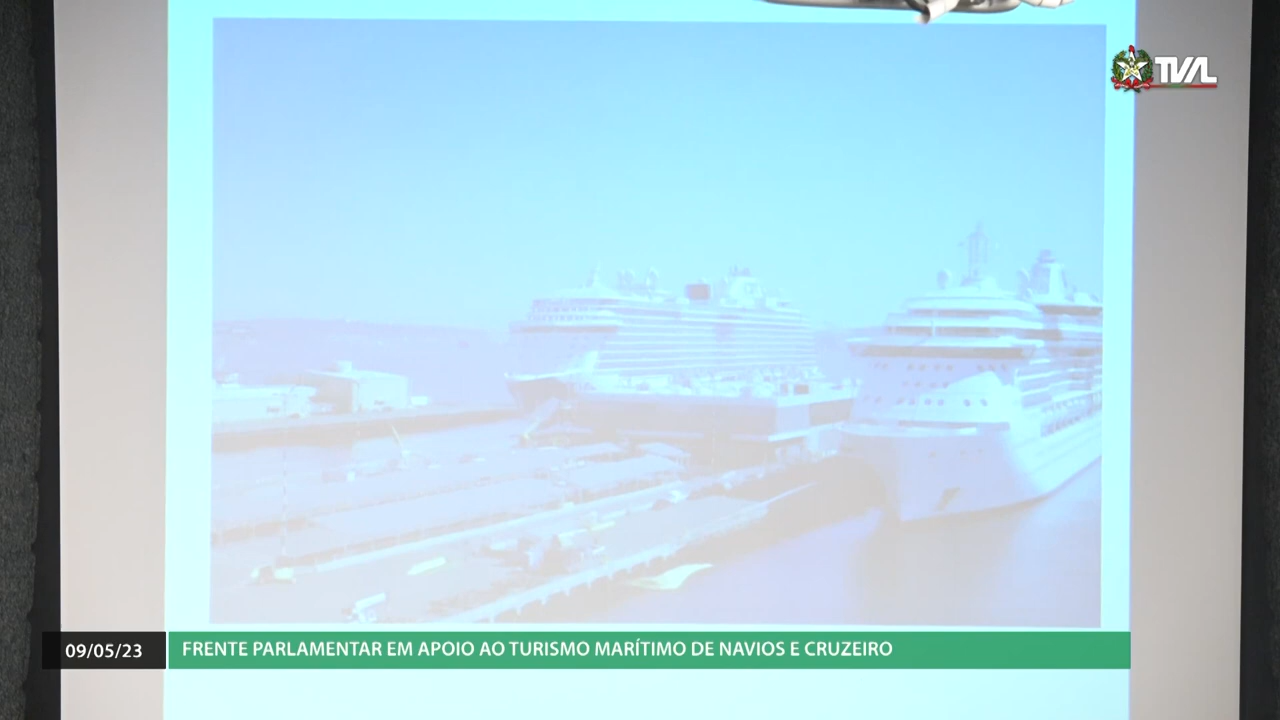 TVAL
09/05/23
FRENTE PARLAMENTAR EM APOIO AO TURISMO MARÍTIMO DE NAVIOS E CRUZEIRO